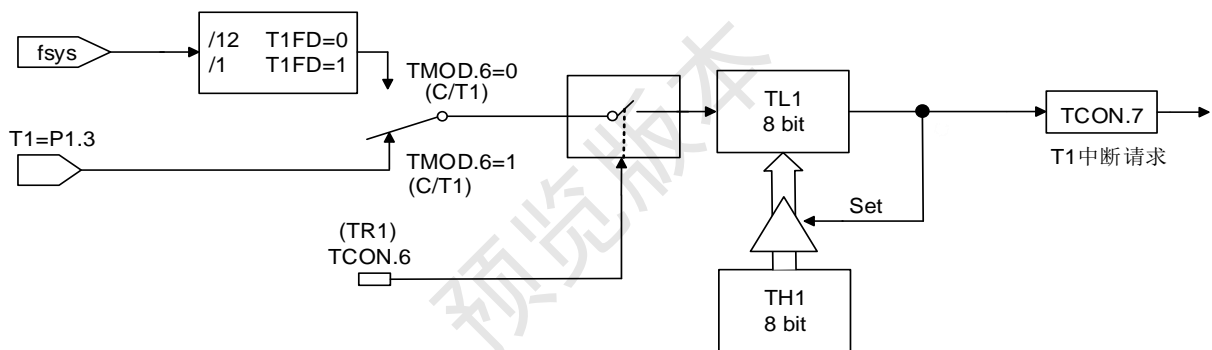 fsys
/12 T1FD=0
/1 T1FD=1
TMOD.6=0
(C/T1)
T1=P1.3
TMOD.6=1
(C/T1)
(TR1)
TCON.6
TL1
8 bit
TCON.7
T1中断请求
Set
TH1
8 bit
预览版本